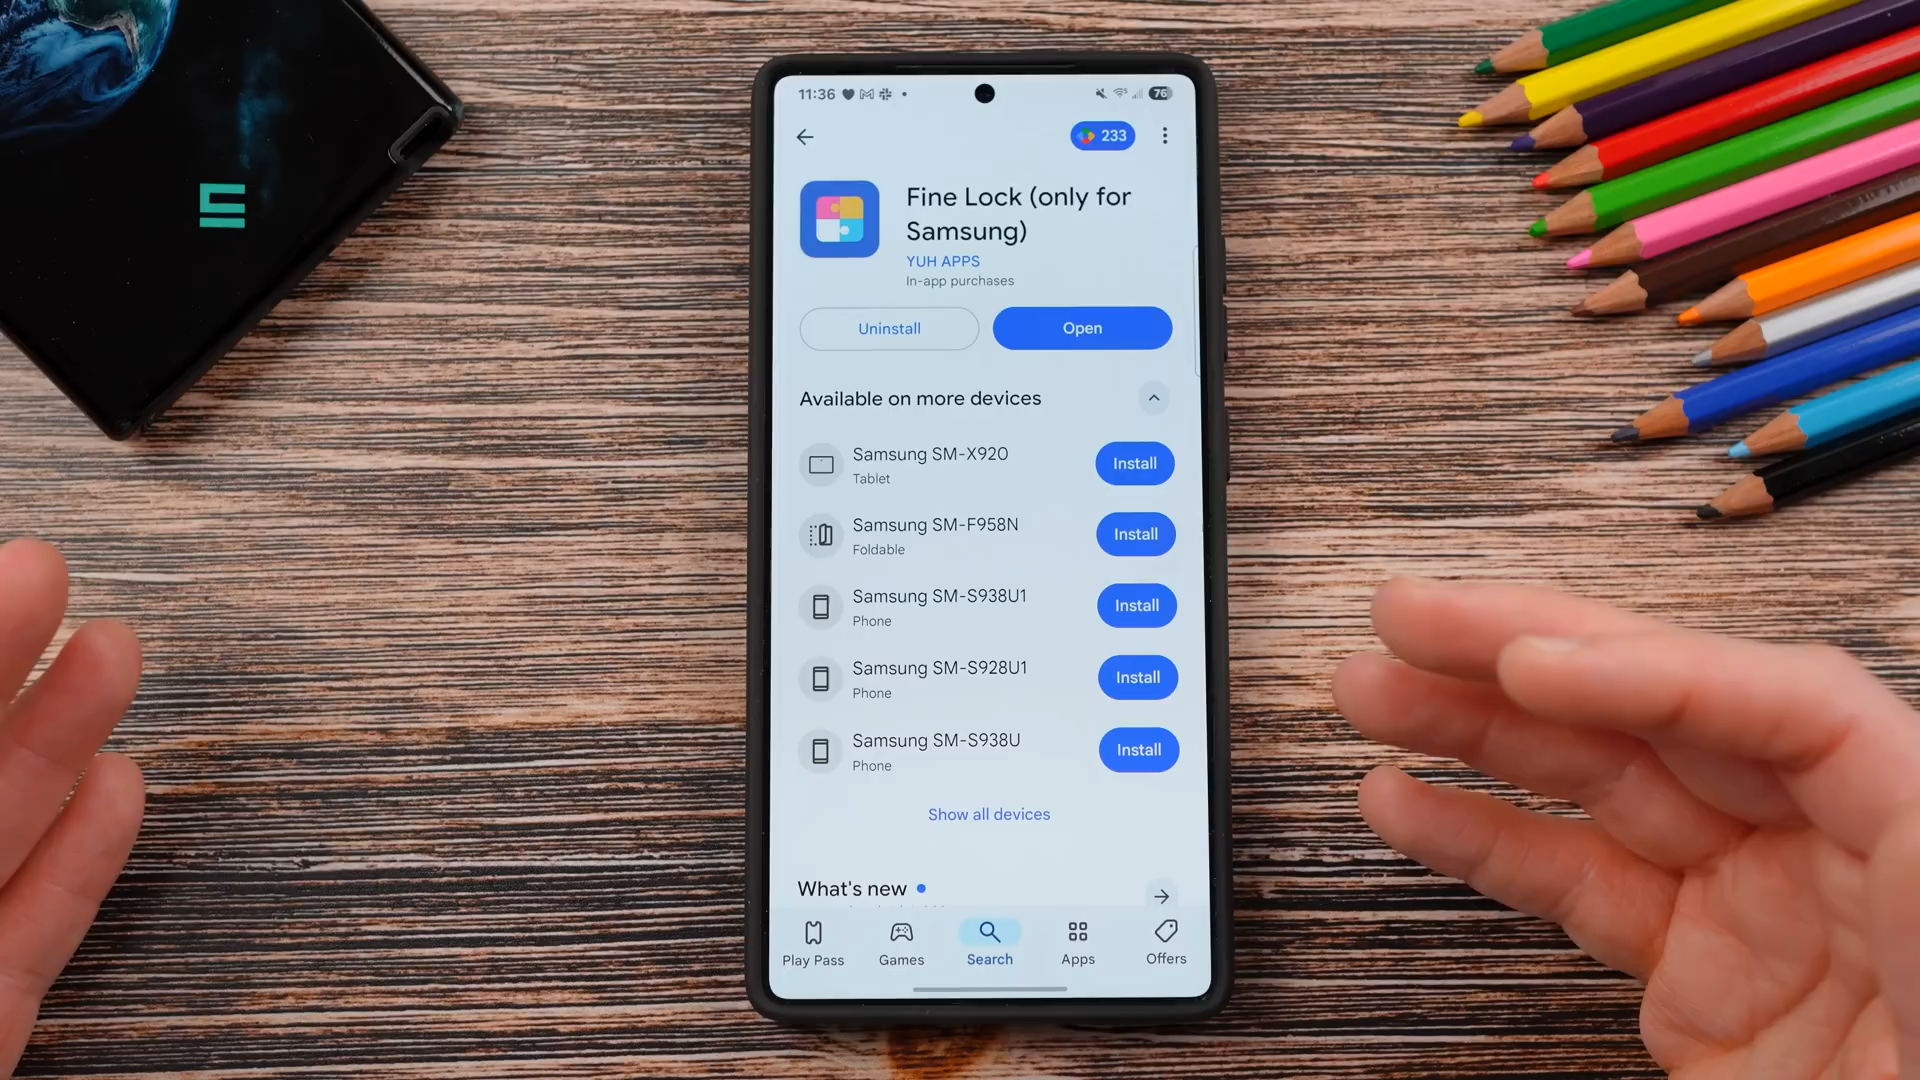 11:36
76
233
Fine Lock (only for
Samsung)
YUH APPS
In-app purchases
Uninstall
Open
Available on more devices
Samsung SM-X920
Tablet
Install
Samsung SM-F958N
Foldable
Install
Samsung SM-S938U1
Phone
Install
Samsung SM-S928U1
Phone
Install
Samsung SM-S938U
Phone
Install
Show all devices
What's new
Play Pass
Games
Search
Apps
Offers